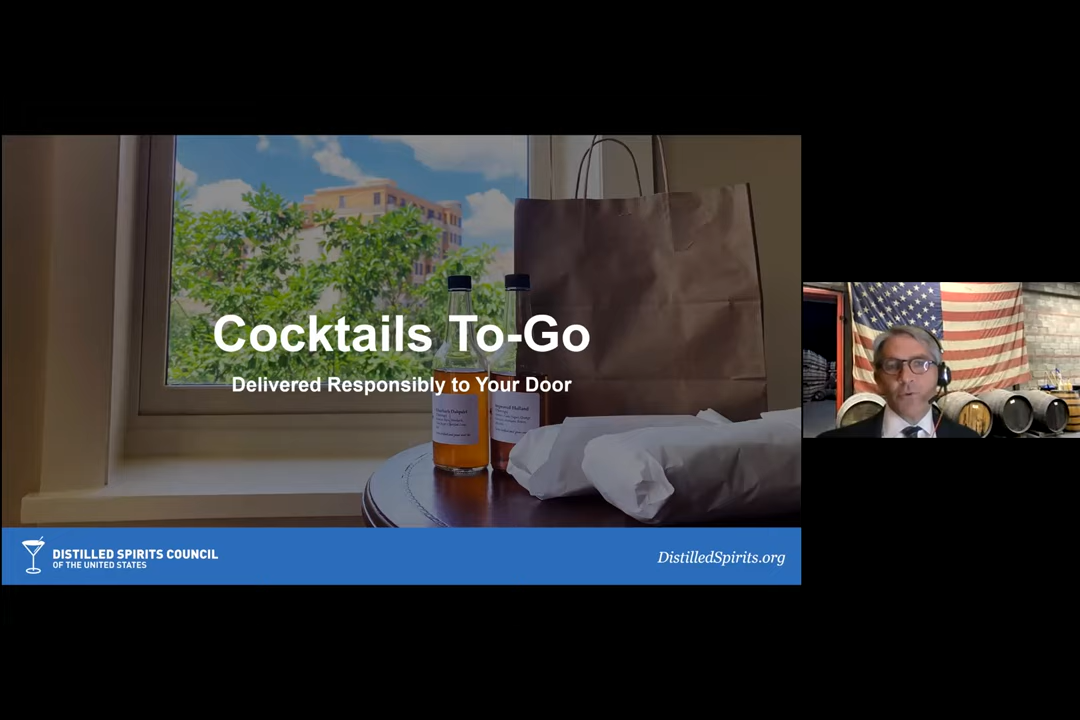 Cocktails To-Go
Delivered Responsibly to Your Door
DISTILLED SPIRITS COUNCIL
OF THE UNITED STATES
DistilledSpirits.org